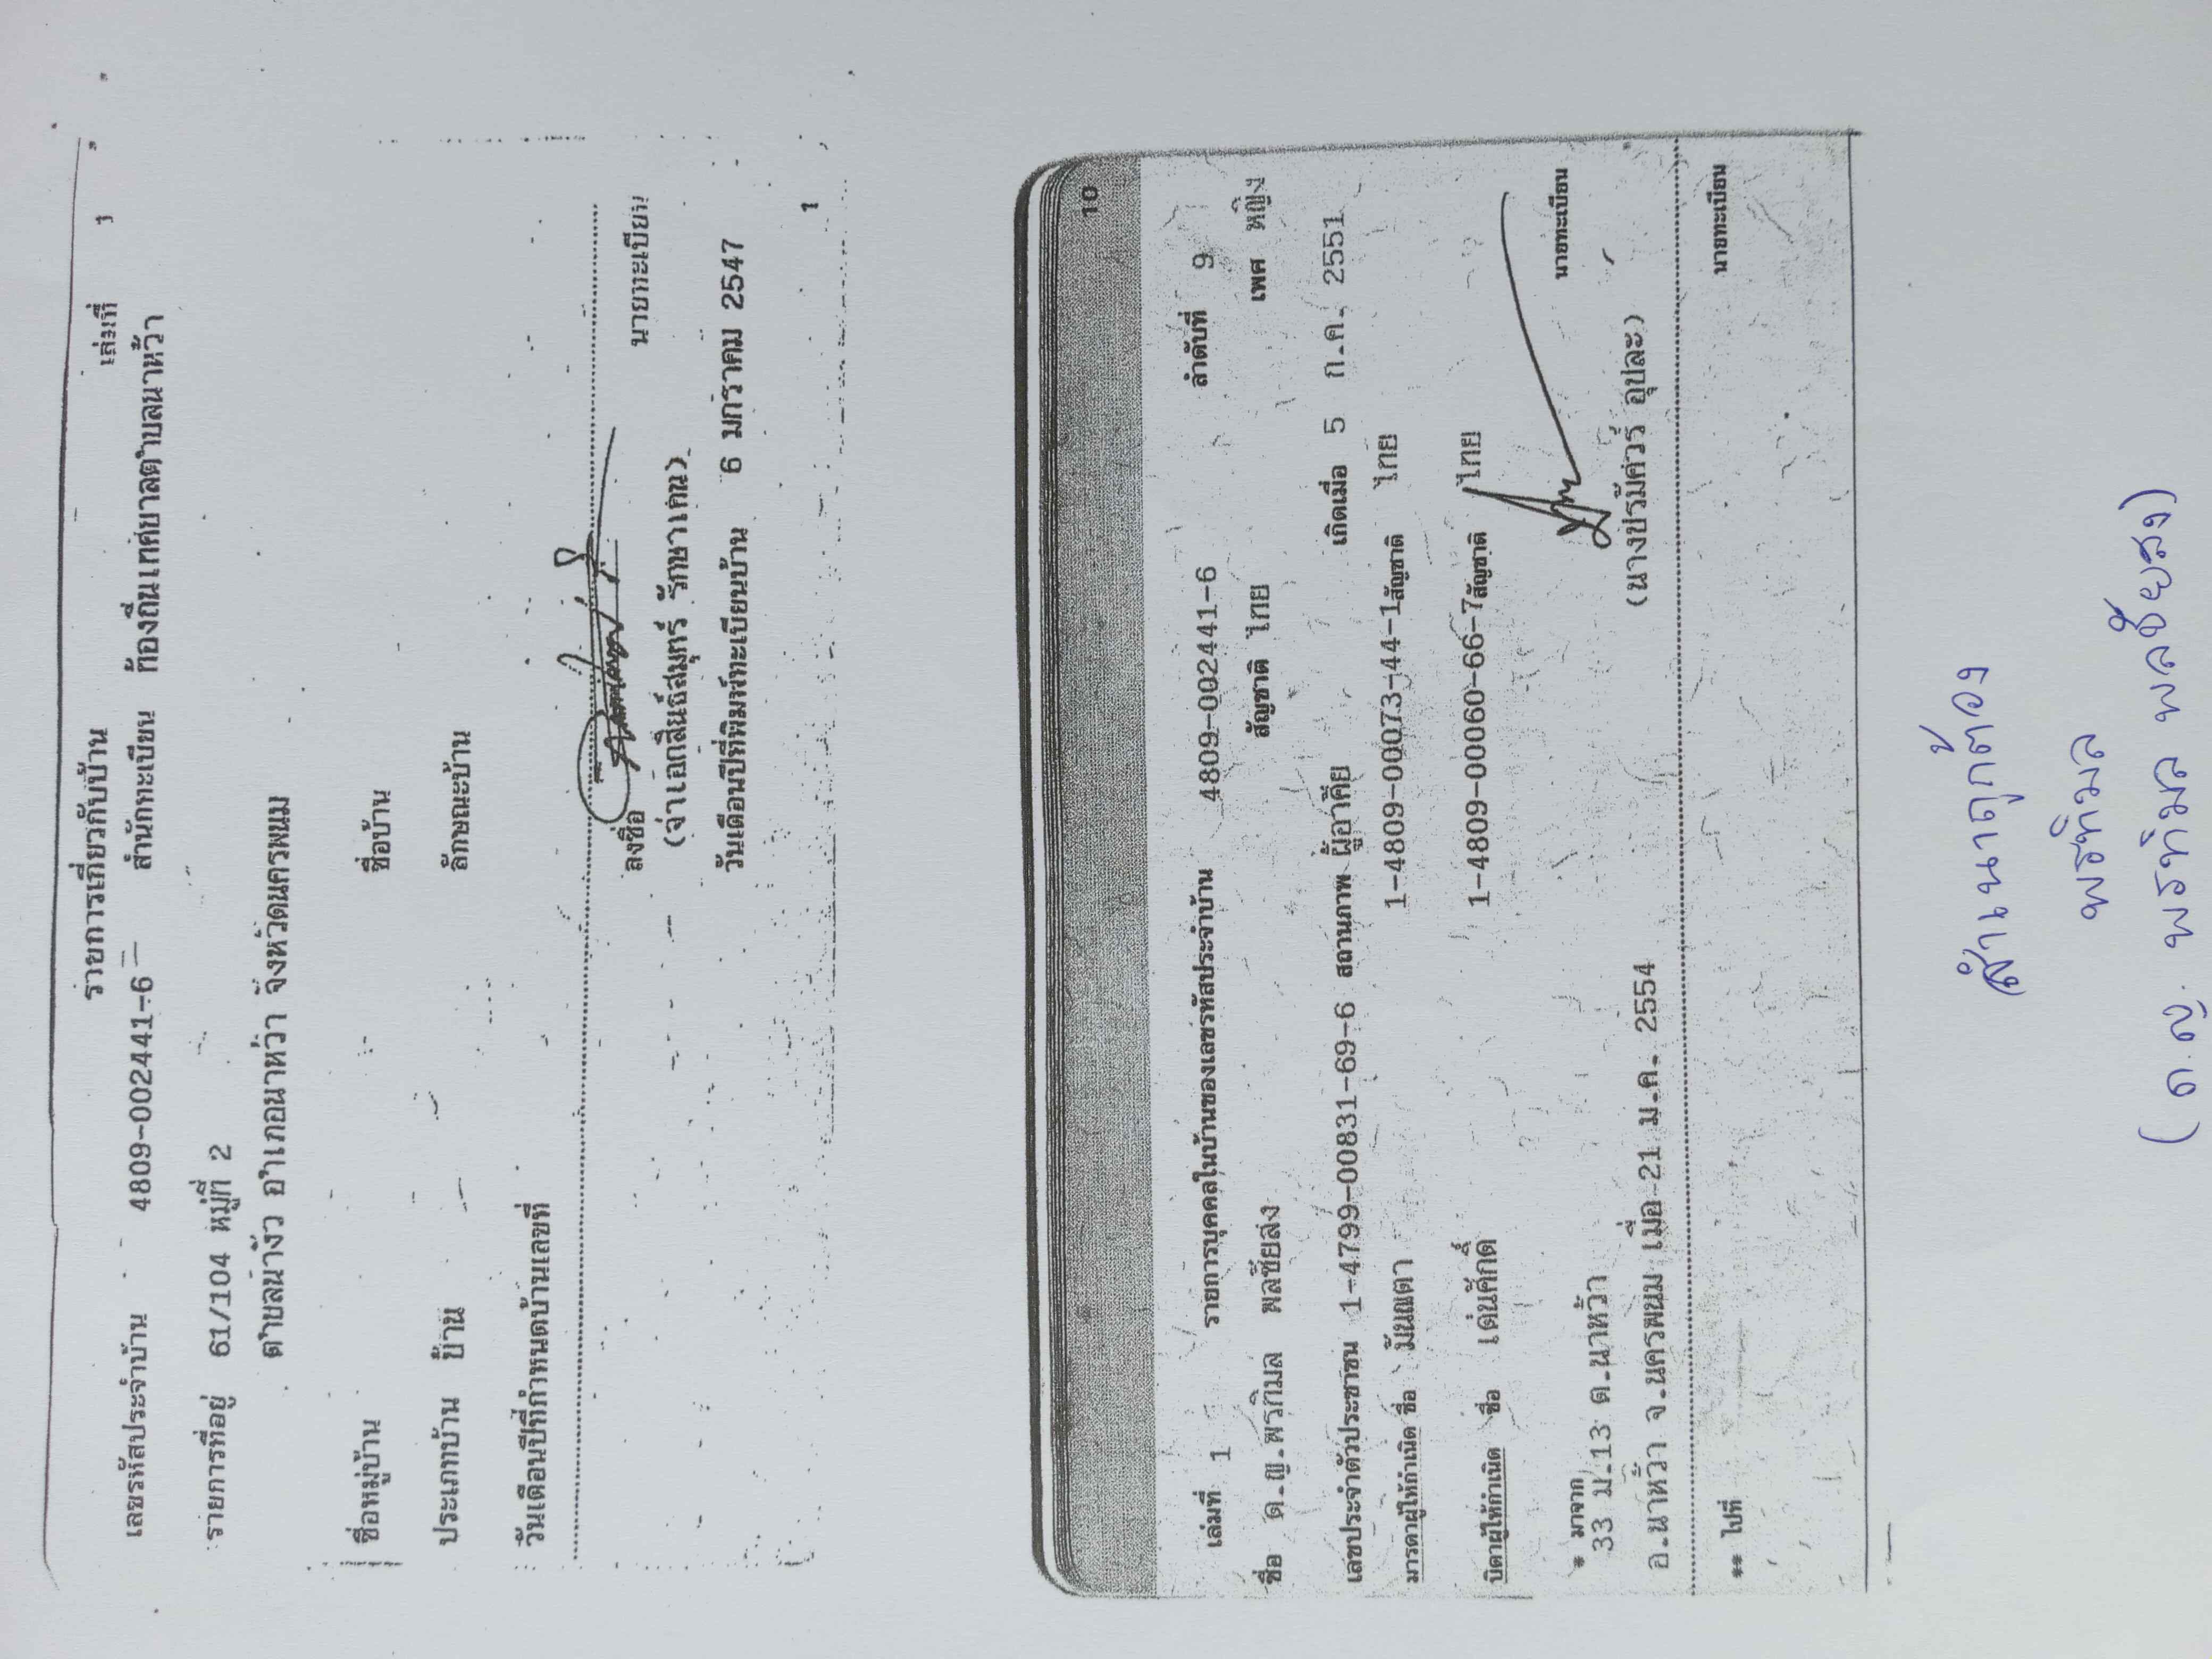 รายการเกี่ยวกับบ้าน เล่มที่ 1
เลขรหัสประจำบ้าน 4809-002441-6 สำนักทะเบียน ท้องถิ่นเทศบาลตำบลนาหว้า
รายการที่อยู่ 61/104 หมู่ที่ 2
ตำบลนางัว อำเภอนาหว้า จังหวัดนครพนม
ชื่อหมู่บ้าน ชื่อบ้าน
ประเภทบ้าน บ้าน ลักษณะบ้าน
วันเดือนปีที่กำหนดบ้านเลขที่
ลงชื่อ นายทะเบียน
(จ่าเอกสินธ์สมุทร์ รักษาเคน)
วันเดือนปีที่พิมพ์ทะเบียนบ้าน 6 มกราคม 2547
1
10
เล่มที่ 1 รายการบุคคลในบ้านของเลขรหัสประจำบ้าน 4809-002441-6 ลำดับที่ 9
ชื่อ ด.ญ.พรทิมล พลชัยสง สัญชาติ ไทย เพศ หญิง
เลขประจำตัวประชาชน 1-4799-00831-69-6 สถานภาพ ผู้อาศัย เกิดเมื่อ 5 ก.ค. 2551
มารดาผู้ให้กำเนิด ชื่อ มัณฑตา 1-4809-00073-44-1 สัญชาติ ไทย
บิดาผู้ให้กำเนิด ชื่อ เด่นศักดิ์ 1-4809-00060-66-7 สัญชาติ ไทย
* มาจาก
33 ม.13 ต.นาหว้า
นายทะเบียน
อ.นาหว้า จ.นครพนม เมื่อ 21 ม.ค. 2554 (นางปรมัศวร์ อุปละ)
** ไปที่ นายทะเบียน
สำเนาถูกต้อง
พรทิมล
(ด.ญ. พรทิมล พลชัยสง)